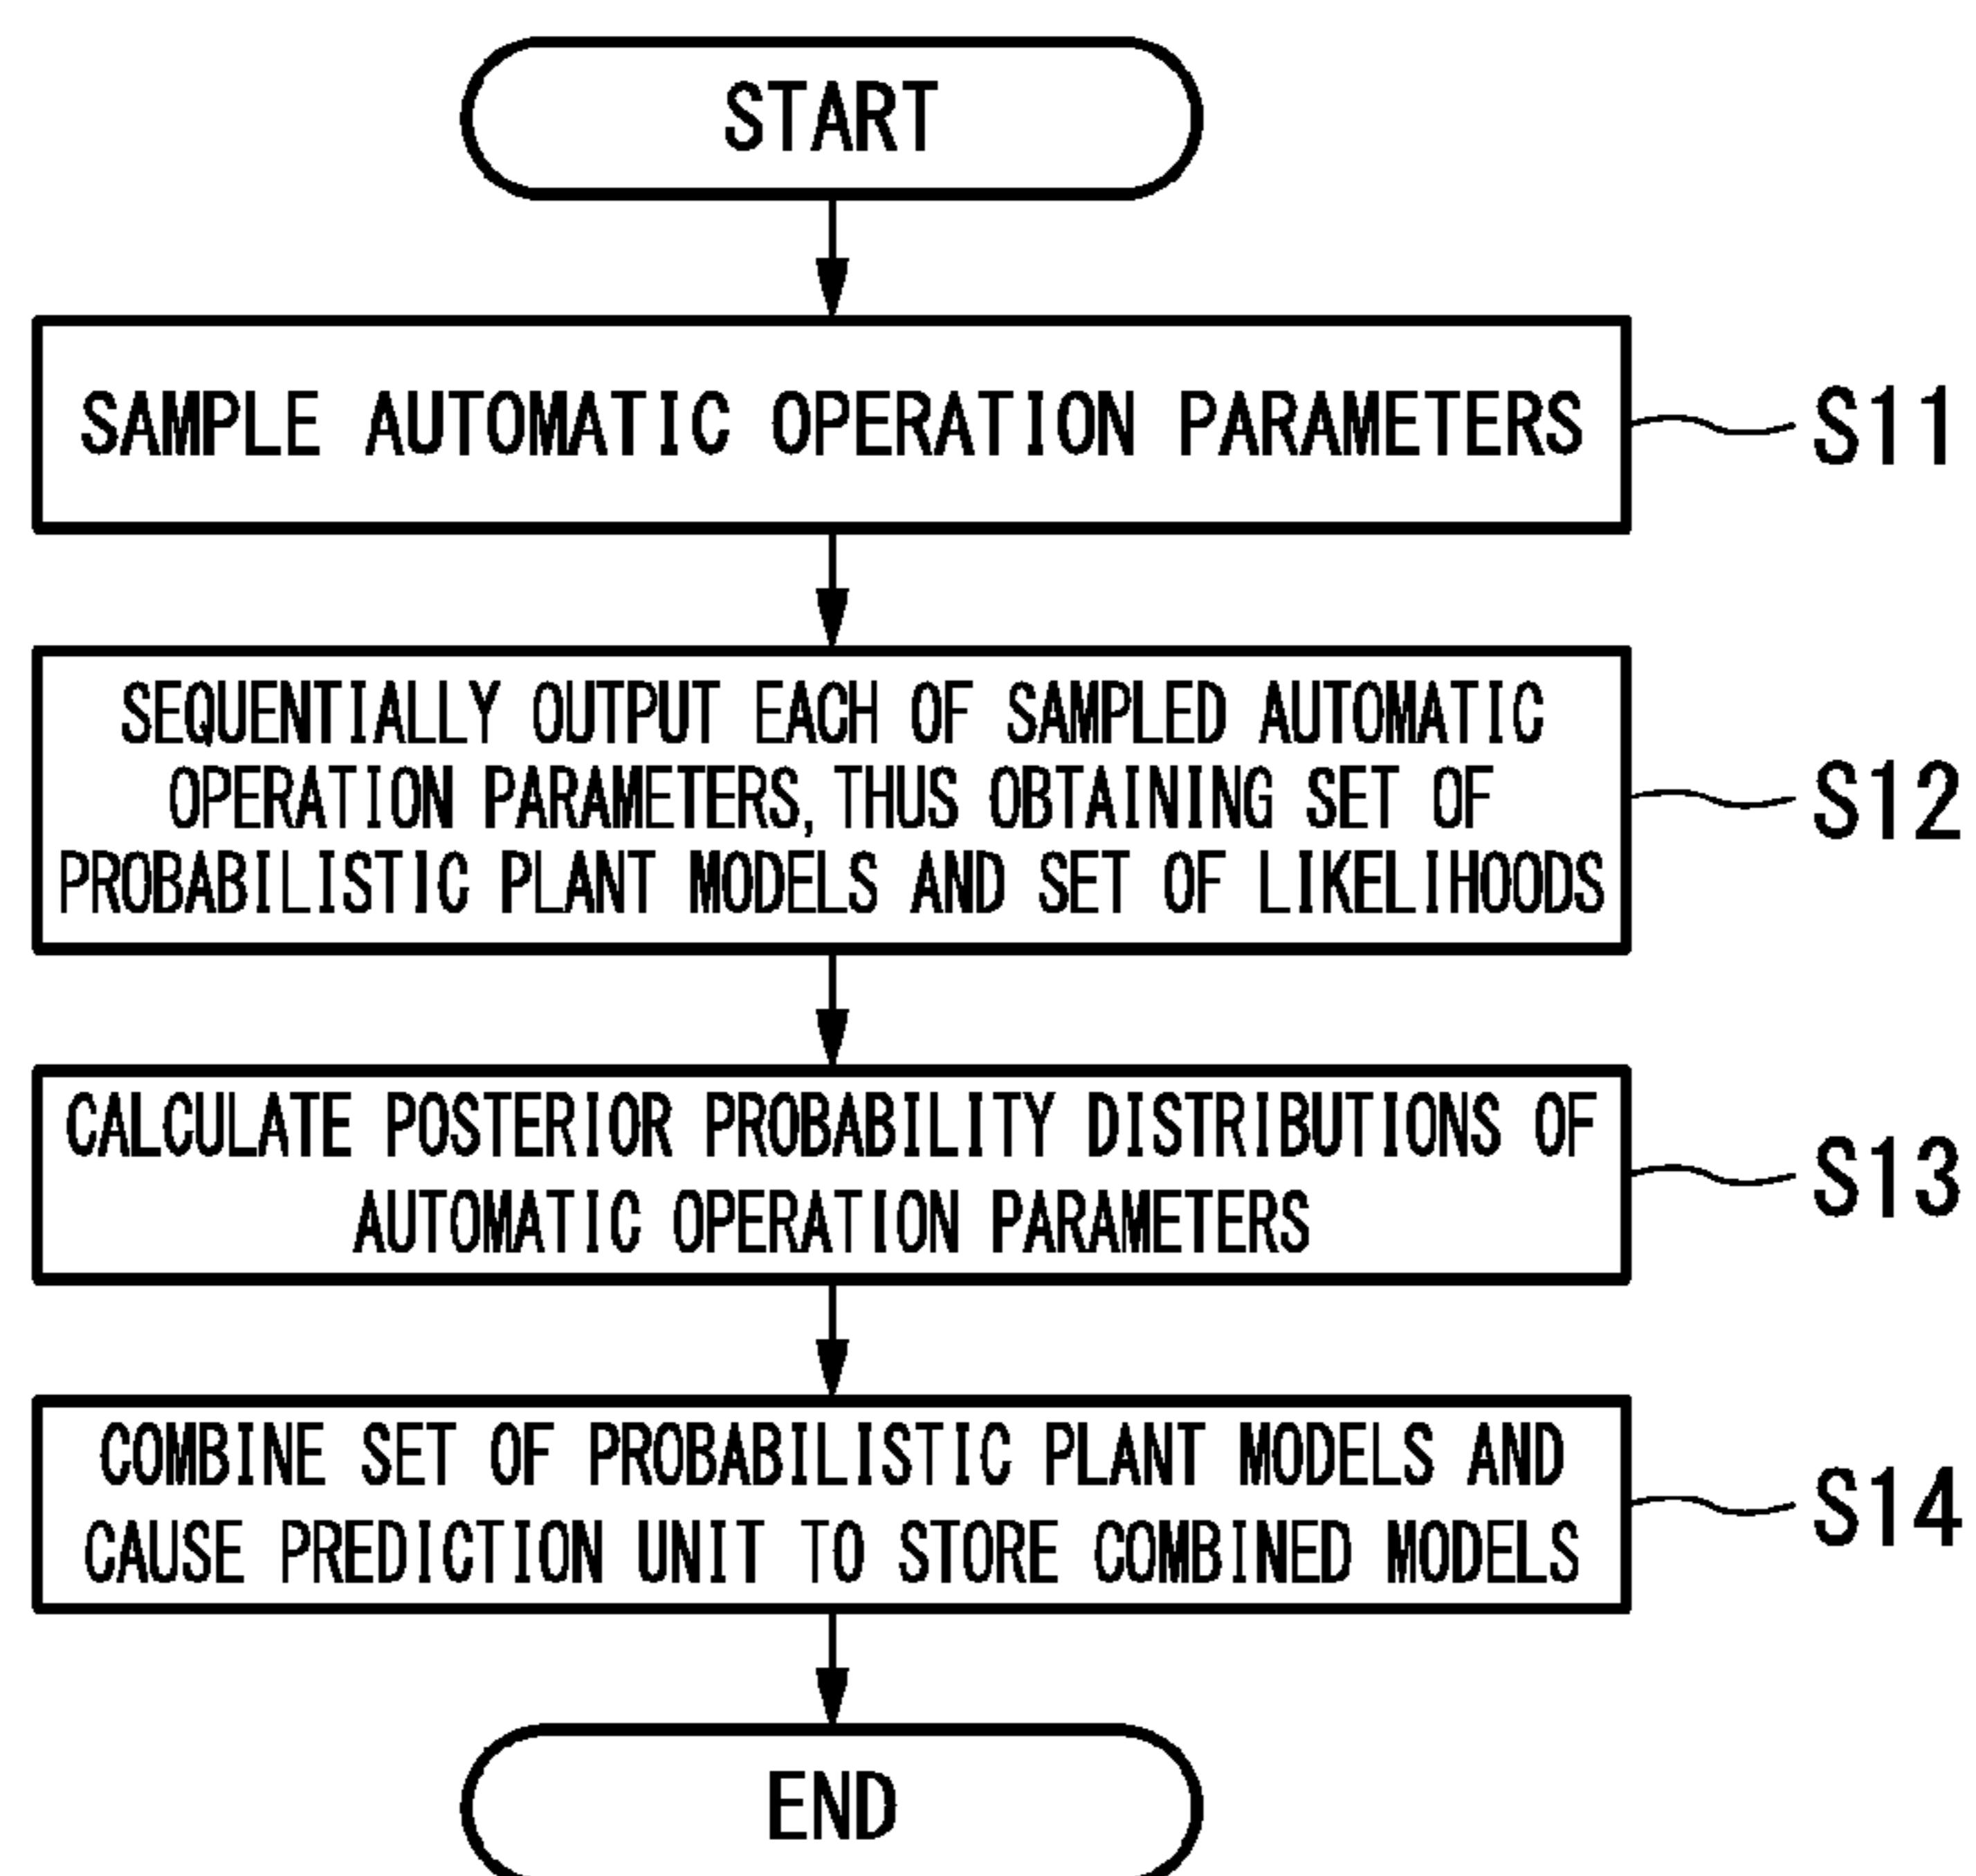 START
SAMPLE AUTOMATIC OPERATION PARAMETERS
S11
SEQUENTIALLY OUTPUT EACH OF SAMPLED AUTOMATIC
OPERATION PARAMETERS, THUS OBTAINING SET OF
PROBABILISTIC PLANT MODELS AND SET OF LIKELIHOODS
S12
CALCULATE POSTERIOR PROBABILITY DISTRIBUTIONS OF
AUTOMATIC OPERATION PARAMETERS
S13
COMBINE SET OF PROBABILISTIC PLANT MODELS AND
CAUSE PREDICTION UNIT TO STORE COMBINED MODELS
S14
END